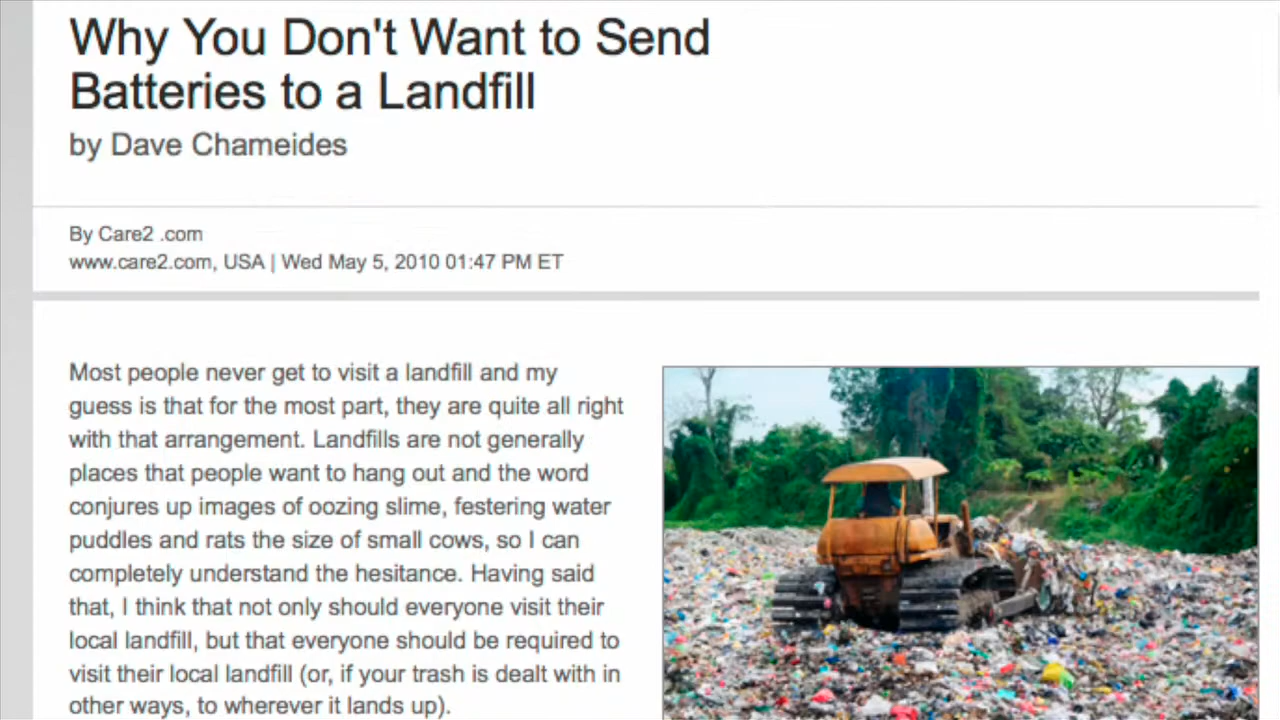 Why You Don't Want to Send
Batteries to a Landfill
by Dave Chameides
By Care2 .com
www.care2.com, USA | Wed May 5, 2010 01:47 PM ET
Most people never get to visit a landfill and my
guess is that for the most part, they are quite all right
with that arrangement. Landfills are not generally
places that people want to hang out and the word
conjures up images of oozing slime, festering water
puddles and rats the size of small cows, so I can
completely understand the hesitance. Having said
that, I think that not only should everyone visit their
local landfill, but that everyone should be required to
visit their local landfill (or, if your trash is dealt with in
other ways, to wherever it lands up).